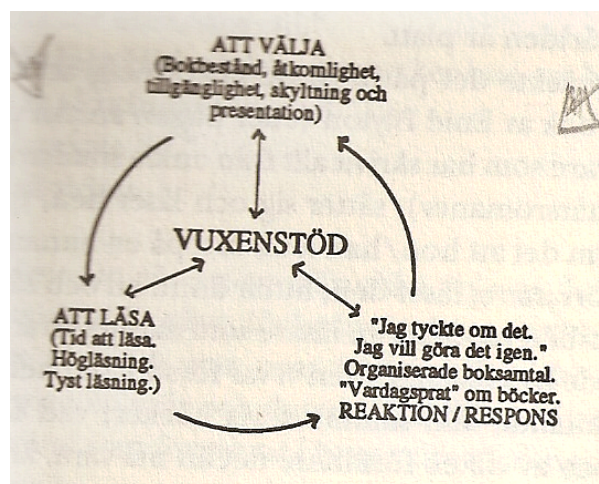 ATT VÄLJA
(Bokbestånd, åtkomlighet,
tillgänglighet, skyltning och
presentation)
VUXENSTÖD
ATT LÄSA
(Tid att läsa.
Högläsning.
Tyst läsning.)
"Jag tyckte om det.
Jag vill göra det igen."
Organiserade boksamtal.
"Vardagsprat" om böcker.
REAKTION / RESPONS